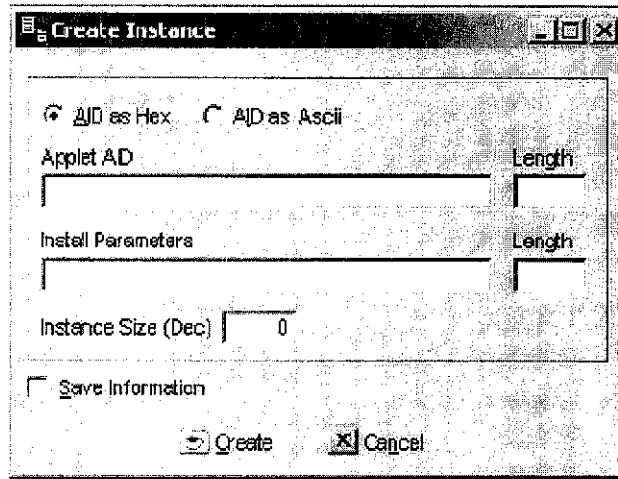 Create Instance
AID as Hex AID as Ascii
Applet AID Length
Install Parameters Length
Instance Size (Dec) 0
Save Information
Create Cancel